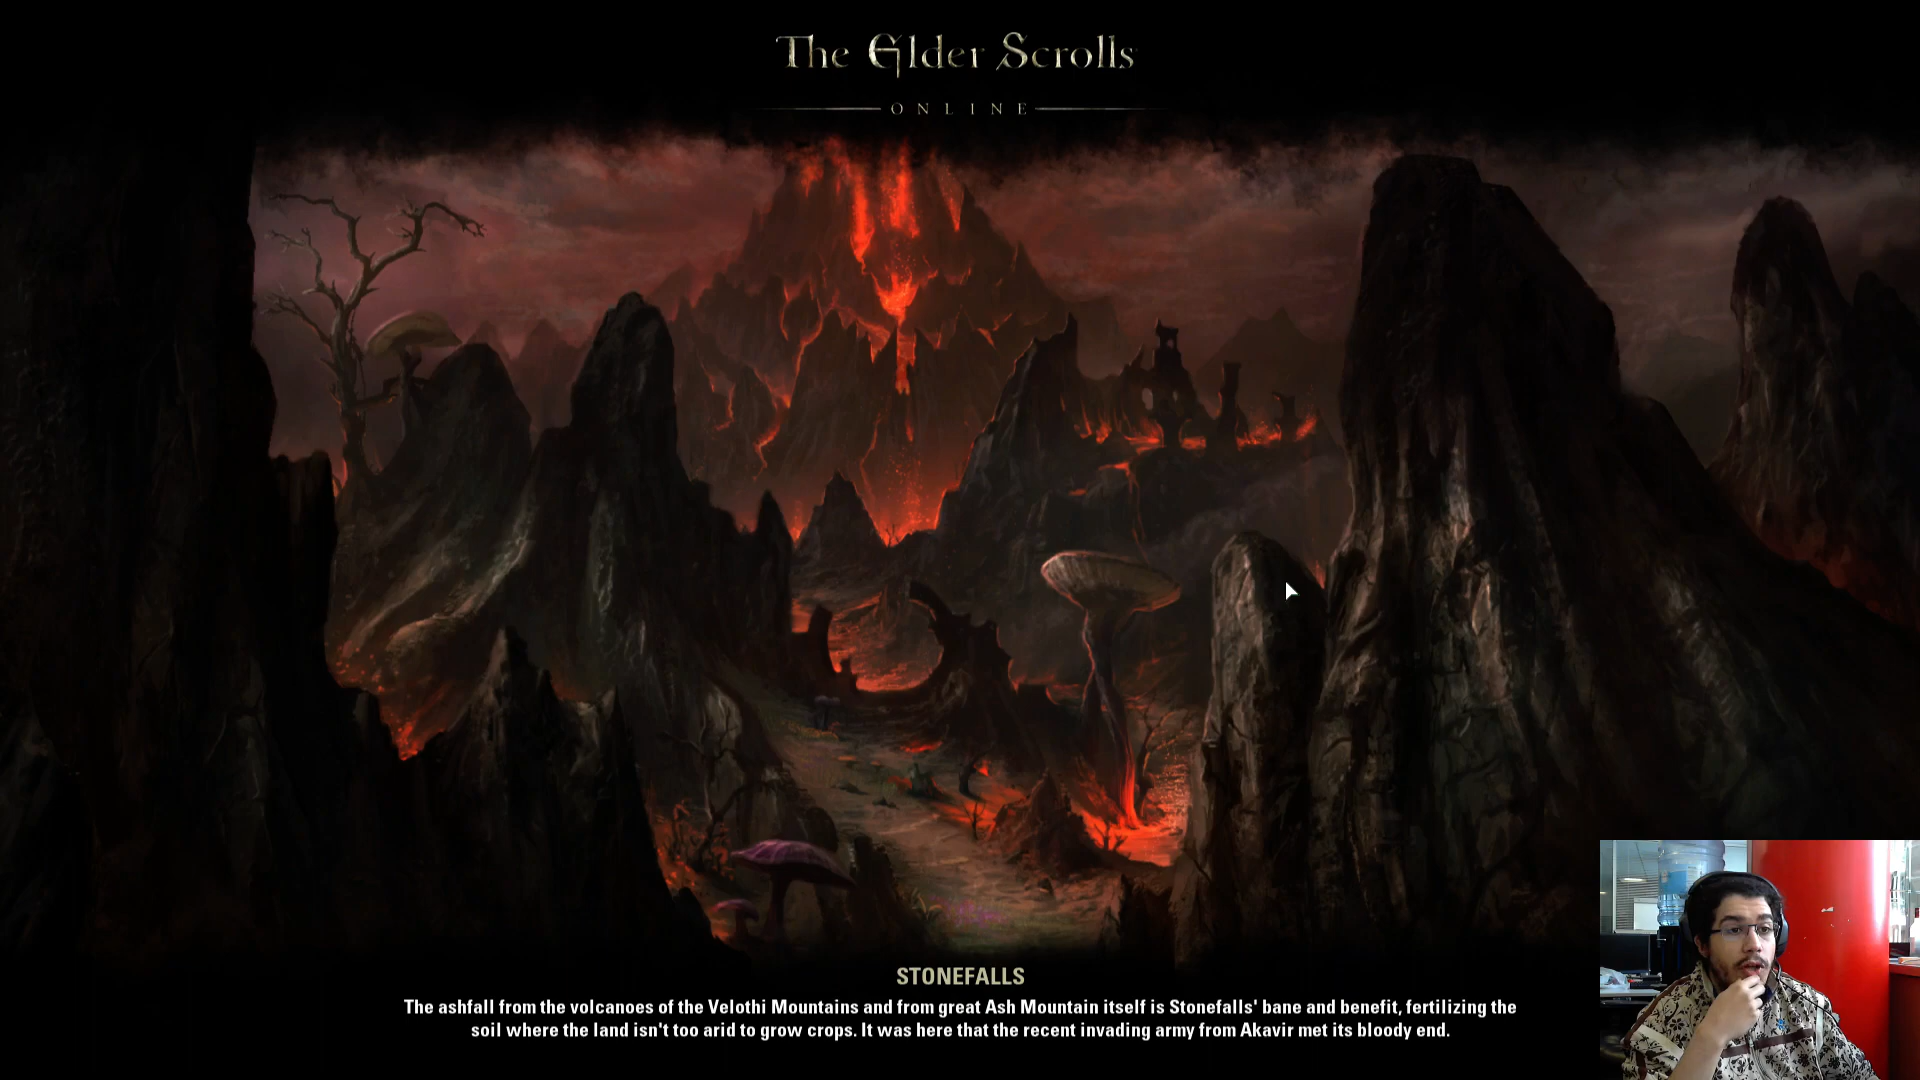 The Elder Scrolls
ONLINE
STONEFALLS
The ashfall from the volcanoes of the Velothi Mountains and from great Ash Mountain itself is Stonefalls' bane and benefit, fertilizing the
soil where the land isn't too arid to grow crops. It was here that the recent invading army from Akavir met its bloody end.